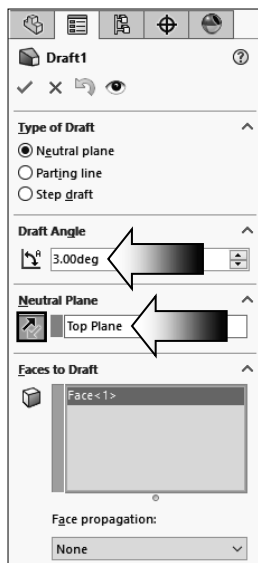 Draft1
Type of Draft
Neutral plane
Parting line
Step draft
Draft Angle
3.00deg
Neutral Plane
Top Plane
Faces to Draft
Face<1>
Face propagation:
None